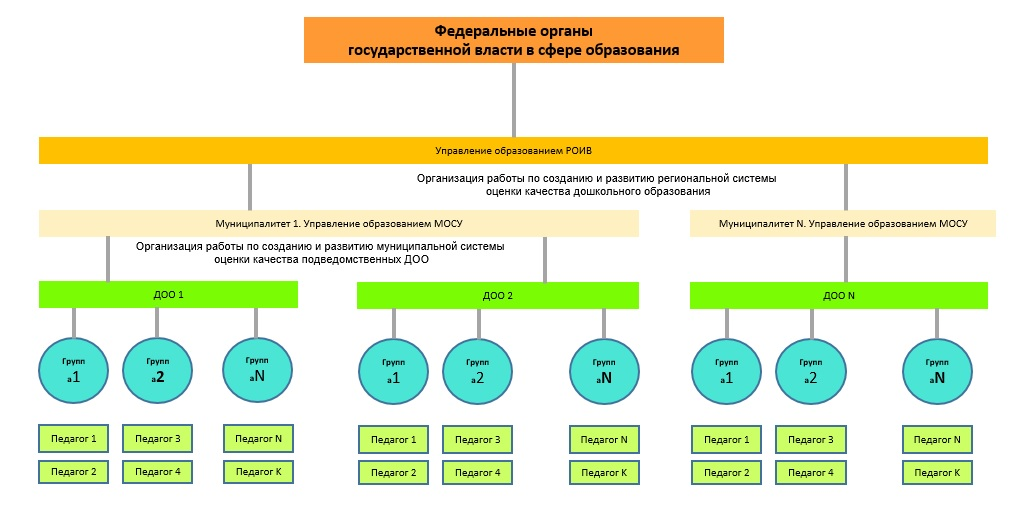 Федеральные органы
государственной власти в сфере образования
Управление образованием РОИВ
Организация работы по созданию и развитию региональной системы
оценки качества дошкольного образования
Муниципалитет 1. Управление образованием МОСУ
Муниципалитет N. Управление образованием МОСУ
Организация работы по созданию и развитию муниципальной системы
оценки качества подведомственных ДОО
ДОО 1
ДОО 2
ДОО N
Групп
а1
Групп
а2
Групп
аN
Групп
а1
Групп
а2
Групп
аN
Групп
а1
Групп
а2
Групп
аN
Педагог 1
Педагог 3
Педагог N
Педагог 1
Педагог 3
Педагог N
Педагог 1
Педагог 3
Педагог N
Педагог 2
Педагог 4
Педагог K
Педагог 2
Педагог 4
Педагог K
Педагог 2
Педагог 4
Педагог K